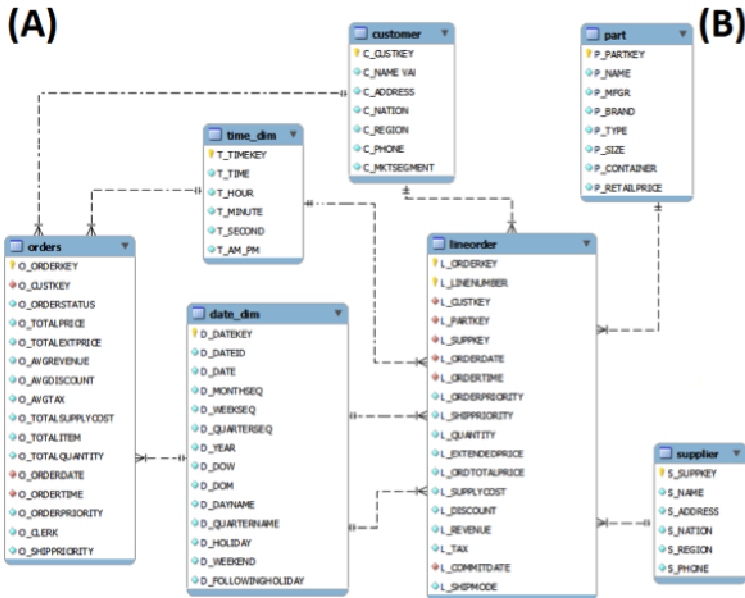 (A)
(B)
customer
C_CUSTKEY
C_NAME VAI
C_ADDRESS
C_NATION
C_REGION
C_PHONE
C_MKTSEGMENT
part
P_PARTKEY
P_NAME
P_MFGR
P_BRAND
P_TYPE
P_SIZE
P_CONTAINER
P_RETAILPRICE
time_dim
T_TIMEKEY
T_TIME
T_HOUR
T_MINUTE
T_SECOND
T_AM_PM
orders
O_ORDERKEY
O_CUSTKEY
O_ORDERSTATUS
O_TOTALPRICE
O_TOTALEXTPRICE
O_AVGREVENUE
O_AVGDISCOUNT
O_AVGTAX
O_TOTALSUPPLYCOST
O_TOTALITEM
O_TOTALQUANTITY
O_ORDERDATE
O_ORDERTIME
O_ORDERPRIORITY
O_CLERK
O_SHIPPRIORITY
date_dim
D_DATEKEY
D_DATEID
D_DATE
D_MONTHSEQ
D_WEEKSEQ
D_QUARTERSEQ
D_YEAR
D_DOW
D_DOM
D_DAYNAME
D_QUARTERNAME
D_HOLIDAY
D_WEEKEND
D_FOLLOWINGHOLIDAY
lineorder
L_ORDERKEY
L_LINENUMBER
L_CUSTKEY
L_PARTKEY
L_SUPPKEY
L_ORDERDATE
L_ORDERTIME
L_ORDERPRIORITY
L_SHIPPRIORITY
L_QUANTITY
L_EXTENDEDPRICE
L_ORDTOTALPRICE
L_SUPPLYCOST
L_DISCOUNT
L_REVENUE
L_TAX
L_COMMITDATE
L_SHIPMODE
supplier
S_SUPPKEY
S_NAME
S_ADDRESS
S_NATION
S_REGION
S_PHONE